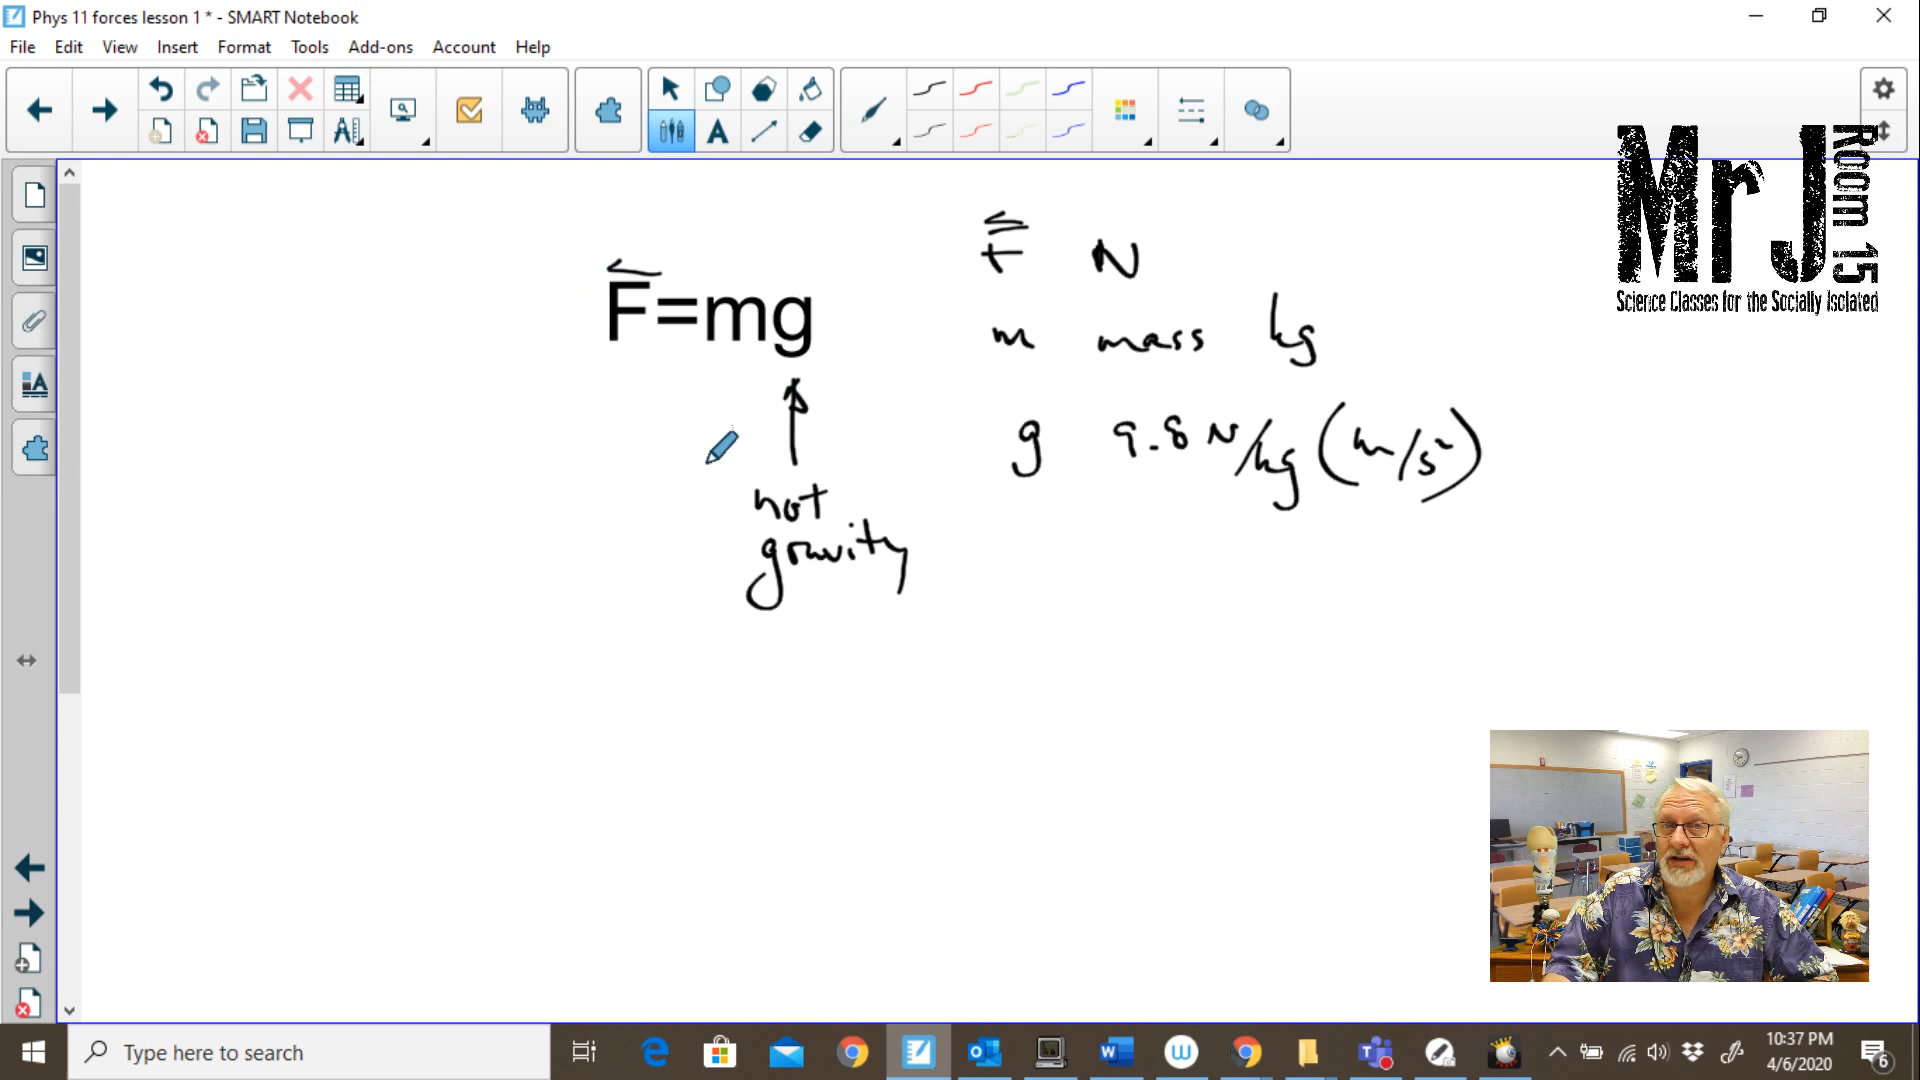 Phys 11 forces lesson 1 * - SMART Notebook
File Edit View Insert Format Tools Add-ons Account Help
MrJ Room 15
Science Classes for the Socially Isolated
F=mg
F N
m mass kg
g 9.8 N/kg (m/s²)
not
gravity
Type here to search
10:37 PM
4/6/2020
6